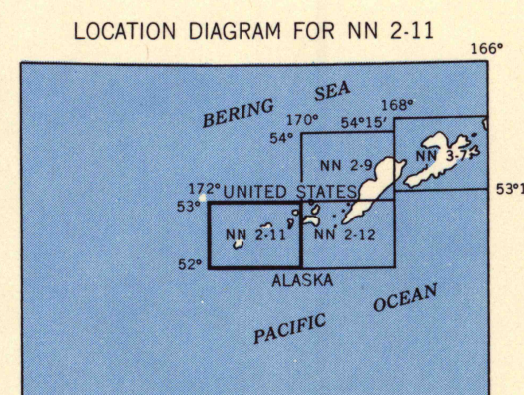 LOCATION DIAGRAM FOR NN 2-11
166°
BERING SEA
168°
170°
54°15'
54°
NN 2-9
NN 3-7
172°
UNITED STATES
53°
53°1
NN 2-11
NN 2-12
52°
ALASKA
PACIFIC OCEAN